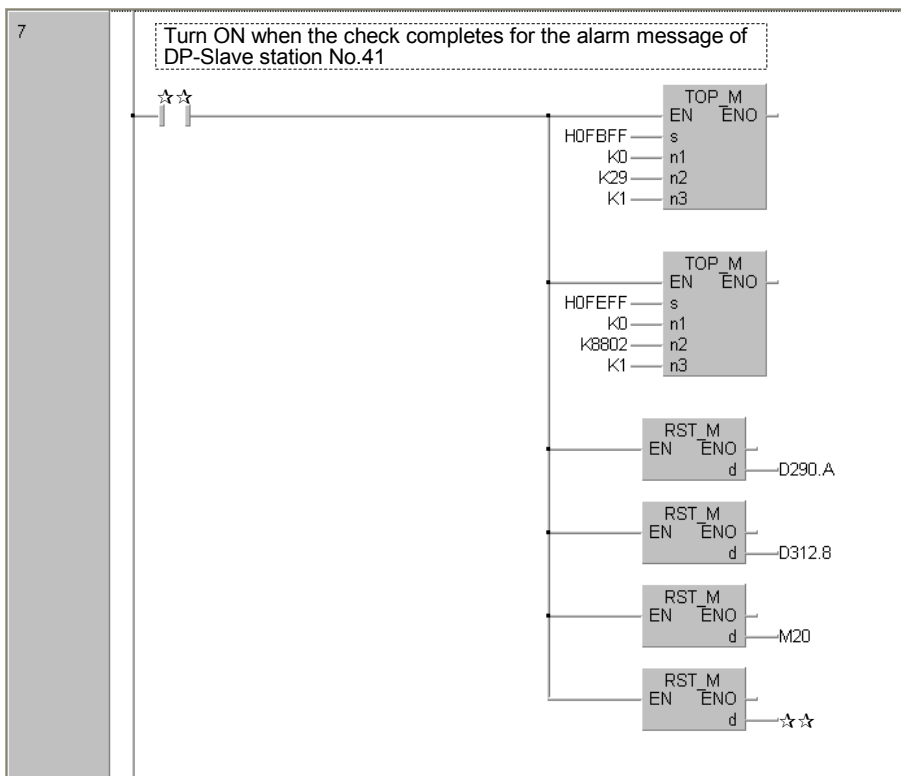 7
Turn ON when the check completes for the alarm message of
DP-Slave station No.41
☆☆
TOP_M
EN ENO
H0FBFF s
K0 n1
K29 n2
K1 n3
TOP_M
EN ENO
H0FEFF s
K0 n1
K8802 n2
K1 n3
RST_M
EN ENO
d D290.A
RST_M
EN ENO
d D312.8
RST_M
EN ENO
d M20
RST_M
EN ENO
d ☆☆